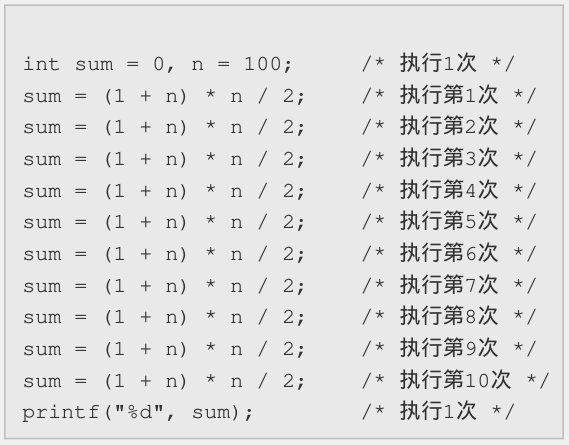 int sum = 0, n = 100; /* 执行1次 */
sum = (1 + n) * n / 2; /* 执行第1次 */
sum = (1 + n) * n / 2; /* 执行第2次 */
sum = (1 + n) * n / 2; /* 执行第3次 */
sum = (1 + n) * n / 2; /* 执行第4次 */
sum = (1 + n) * n / 2; /* 执行第5次 */
sum = (1 + n) * n / 2; /* 执行第6次 */
sum = (1 + n) * n / 2; /* 执行第7次 */
sum = (1 + n) * n / 2; /* 执行第8次 */
sum = (1 + n) * n / 2; /* 执行第9次 */
sum = (1 + n) * n / 2; /* 执行第10次 */
printf("%d", sum); /* 执行1次 */